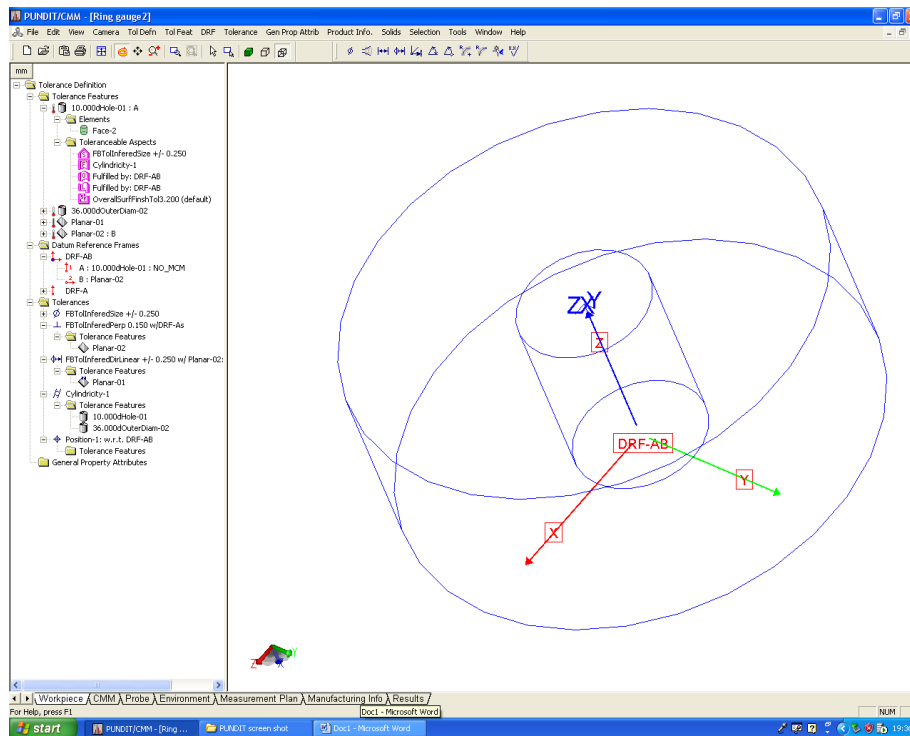 PUNDIT/CMM - [Ring gauge2]
File Edit View Camera Tol Defn Tol Feat DRF Tolerance Gen Prop Attrib Product Info. Solids Selection Tools Window Help
mm
Tolerance Definition
Tolerance Features
10.000dHole-01 : A
Elements
Face-2
Toleranceable Aspects
FBTolInferedSize +/- 0.250
Cylindricity-1
Fulfilled by: DRF-AB
Fulfilled by: DRF-AB
OverallSurfFinshTol3.200 (default)
36.000dOuterDiam-02
Planar-01
Planar-02 : B
Datum Reference Frames
DRF-AB
A : 10.000dHole-01 : NO_MCM
B : Planar-02
DRF-A
Tolerances
FBTolInferedSize +/- 0.250
FBTolInferedPerp 0.150 w/DRF-As
Tolerance Features
Planar-02
FBTolInferedDirLinear +/- 0.250 w/ Planar-02:
Tolerance Features
Planar-01
Cylindricity-1
Tolerance Features
10.000dHole-01
36.000dOuterDiam-02
Position-1: w.r.t. DRF-AB
Tolerance Features
General Property Attributes
ZXY
Z
DRF-AB
Y
X
Z Y X
Workpiece CMM Probe Environment Measurement Plan Manufacturing Info Results
For Help, press F1
Doc1 - Microsoft Word
NUM
start
PUNDIT/CMM - [Ring ...
PUNDIT screen shot
Doc1 - Microsoft Word